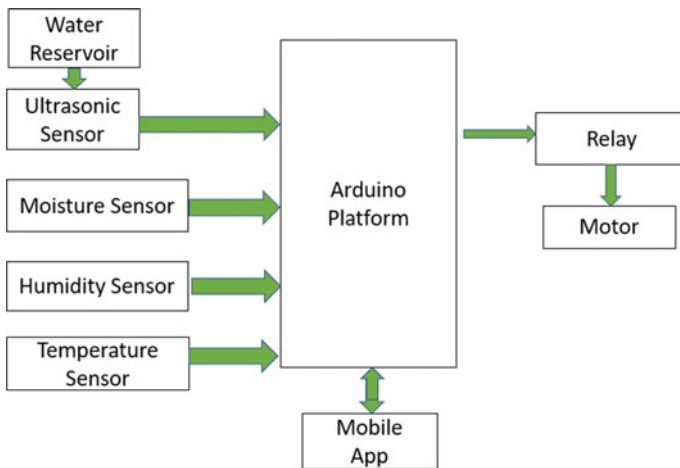 Water
Reservoir
Ultrasonic
Sensor
Moisture Sensor
Humidity Sensor
Temperature
Sensor
Arduino
Platform
Mobile
App
Relay
Motor